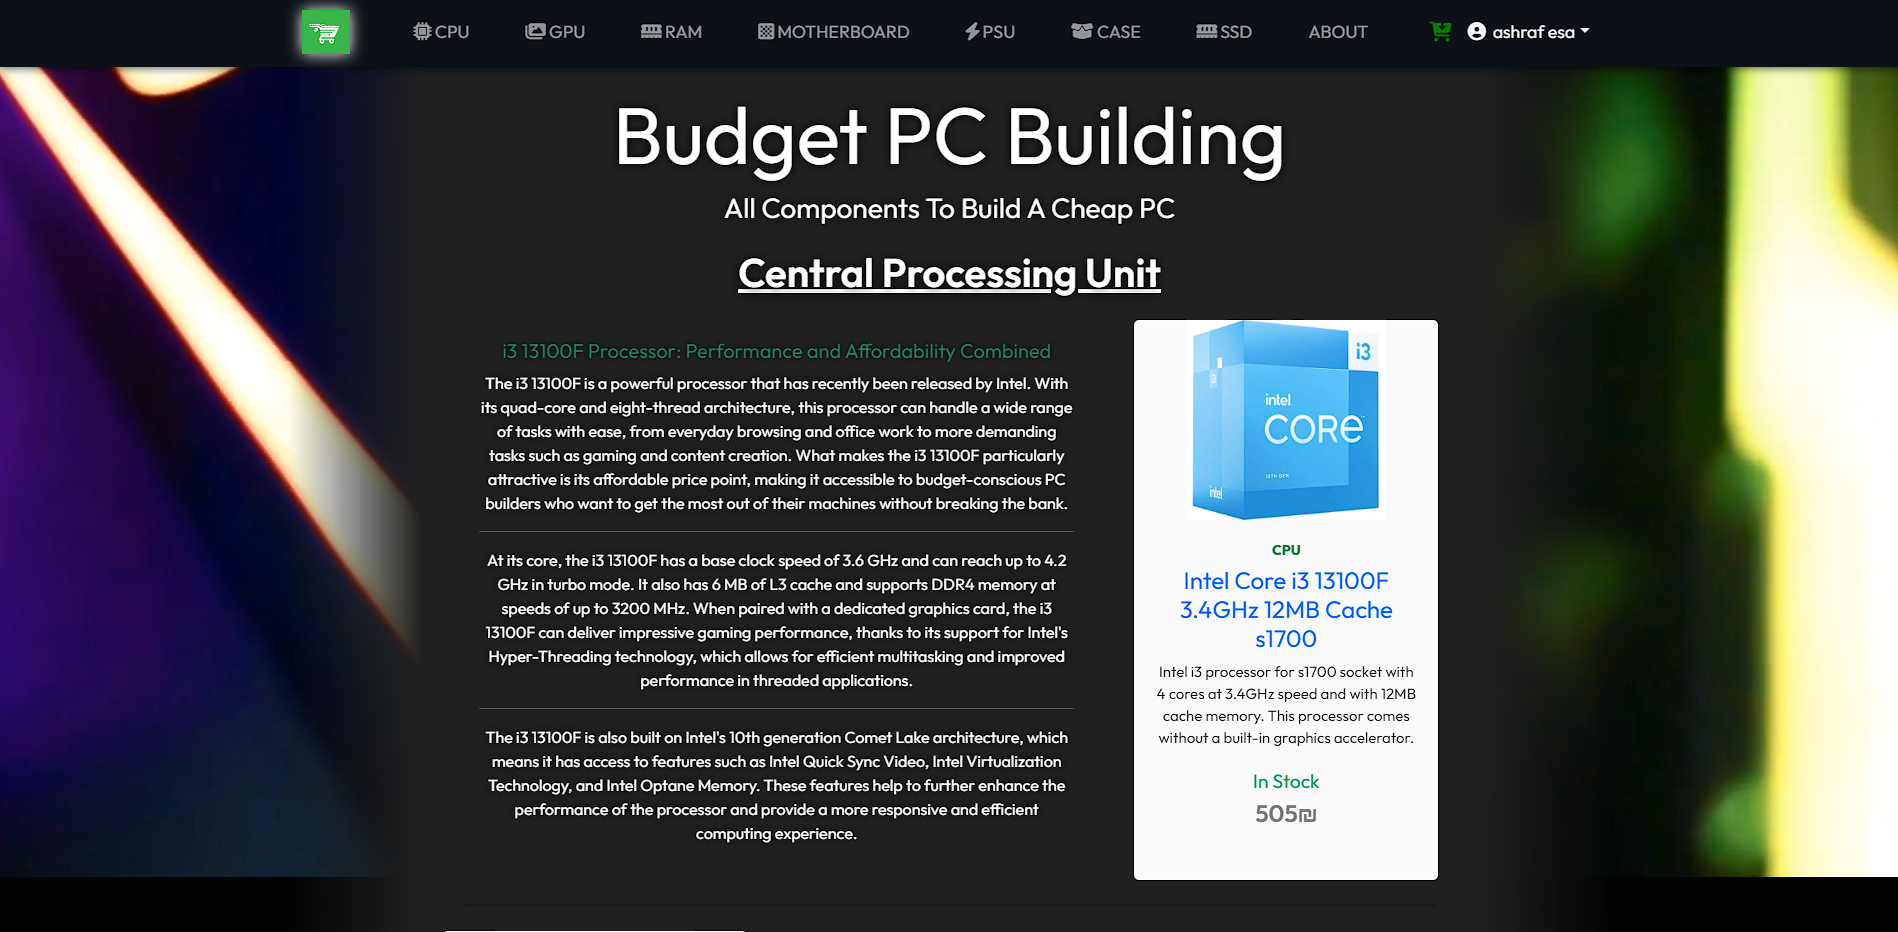 CPU GPU RAM MOTHERBOARD PSU CASE SSD ABOUT ashraf esa
Budget PC Building
All Components To Build A Cheap PC
Central Processing Unit
i3 13100F Processor: Performance and Affordability Combined
The i3 13100F is a powerful processor that has recently been released by Intel. With
its quad-core and eight-thread architecture, this processor can handle a wide range
of tasks with ease, from everyday browsing and office work to more demanding
tasks such as gaming and content creation. What makes the i3 13100F particularly
attractive is its affordable price point, making it accessible to budget-conscious PC
builders who want to get the most out of their machines without breaking the bank.
At its core, the i3 13100F has a base clock speed of 3.6 GHz and can reach up to 4.2
GHz in turbo mode. It also has 6 MB of L3 cache and supports DDR4 memory at
speeds of up to 3200 MHz. When paired with a dedicated graphics card, the i3
13100F can deliver impressive gaming performance, thanks to its support for Intel's
Hyper-Threading technology, which allows for efficient multitasking and improved
performance in threaded applications.
The i3 13100F is also built on Intel's 10th generation Comet Lake architecture, which
means it has access to features such as Intel Quick Sync Video, Intel Virtualization
Technology, and Intel Optane Memory. These features help to further enhance the
performance of the processor and provide a more responsive and efficient
computing experience.
i3
i3
intel
CORE
13TH GEN
intel
CPU
Intel Core i3 13100F
3.4GHz 12MB Cache
s1700
Intel i3 processor for s1700 socket with
4 cores at 3.4GHz speed and with 12MB
cache memory. This processor comes
without a built-in graphics accelerator.
In Stock
505₪